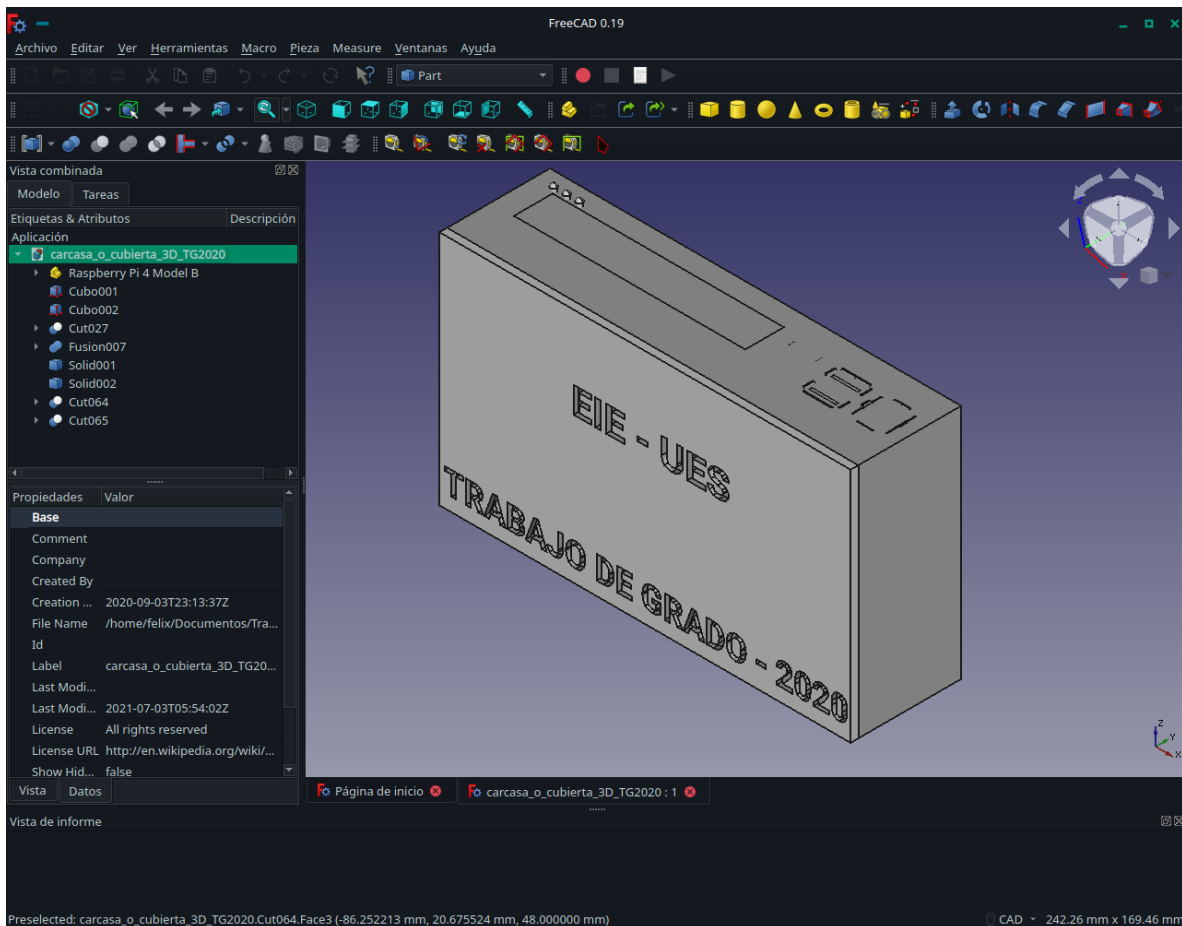 FreeCAD 0.19
Archivo Editar Ver Herramientas Macro Pieza Measure Ventanas Ayuda
Part
Vista combinada
Modelo Tareas
Etiquetas & Atributos Descripción
Aplicación
carcasa_o_cubierta_3D_TG2020
Raspberry Pi 4 Model B
Cubo001
Cubo002
Cut027
Fusion007
Solid001
Solid002
Cut064
Cut065
Propiedades Valor
Base
Comment
Company
Created By
Creation ... 2020-09-03T23:13:37Z
File Name /home/felix/Documentos/Tra...
Id
Label carcasa_o_cubierta_3D_TG20...
Last Modi...
Last Modi... 2021-07-03T05:54:02Z
License All rights reserved
License URL http://en.wikipedia.org/wiki/...
Show Hid... false
Vista Datos
EIE - UES
TRABAJO DE GRADO - 2020
Z
Y
X
Página de inicio
carcasa_o_cubierta_3D_TG2020 : 1
Vista de informe
Preselected: carcasa_o_cubierta_3D_TG2020.Cut064.Face3 (-86.252213 mm, 20.675524 mm, 48.000000 mm)
CAD 242.26 mm x 169.46 mm